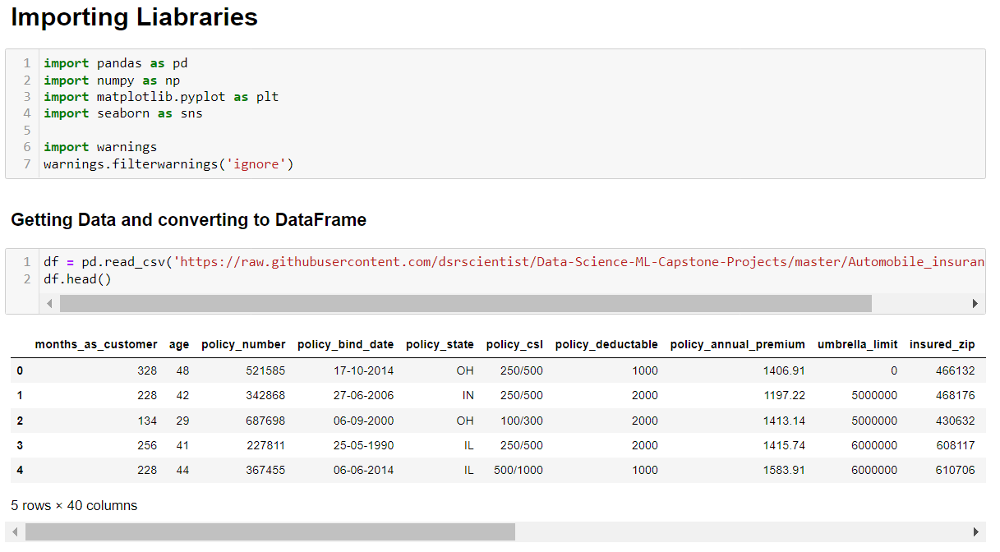 Importing Liabraries
1 import pandas as pd
2 import numpy as np
3 import matplotlib.pyplot as plt
4 import seaborn as sns
5
6 import warnings
7 warnings.filterwarnings('ignore')
Getting Data and converting to DataFrame
1 df = pd.read_csv('https://raw.githubusercontent.com/dsrscientist/Data-Science-ML-Capstone-Projects/master/Automobile_insuran
2 df.head()
months_as_customer age policy_number policy_bind_date policy_state policy_csl policy_deductable policy_annual_premium umbrella_limit insured_zip
0 328 48 521585 17-10-2014 OH 250/500 1000 1406.91 0 466132
1 228 42 342868 27-06-2006 IN 250/500 2000 1197.22 5000000 468176
2 134 29 687698 06-09-2000 OH 100/300 2000 1413.14 5000000 430632
3 256 41 227811 25-05-1990 IL 250/500 2000 1415.74 6000000 608117
4 228 44 367455 06-06-2014 IL 500/1000 1000 1583.91 6000000 610706
5 rows × 40 columns